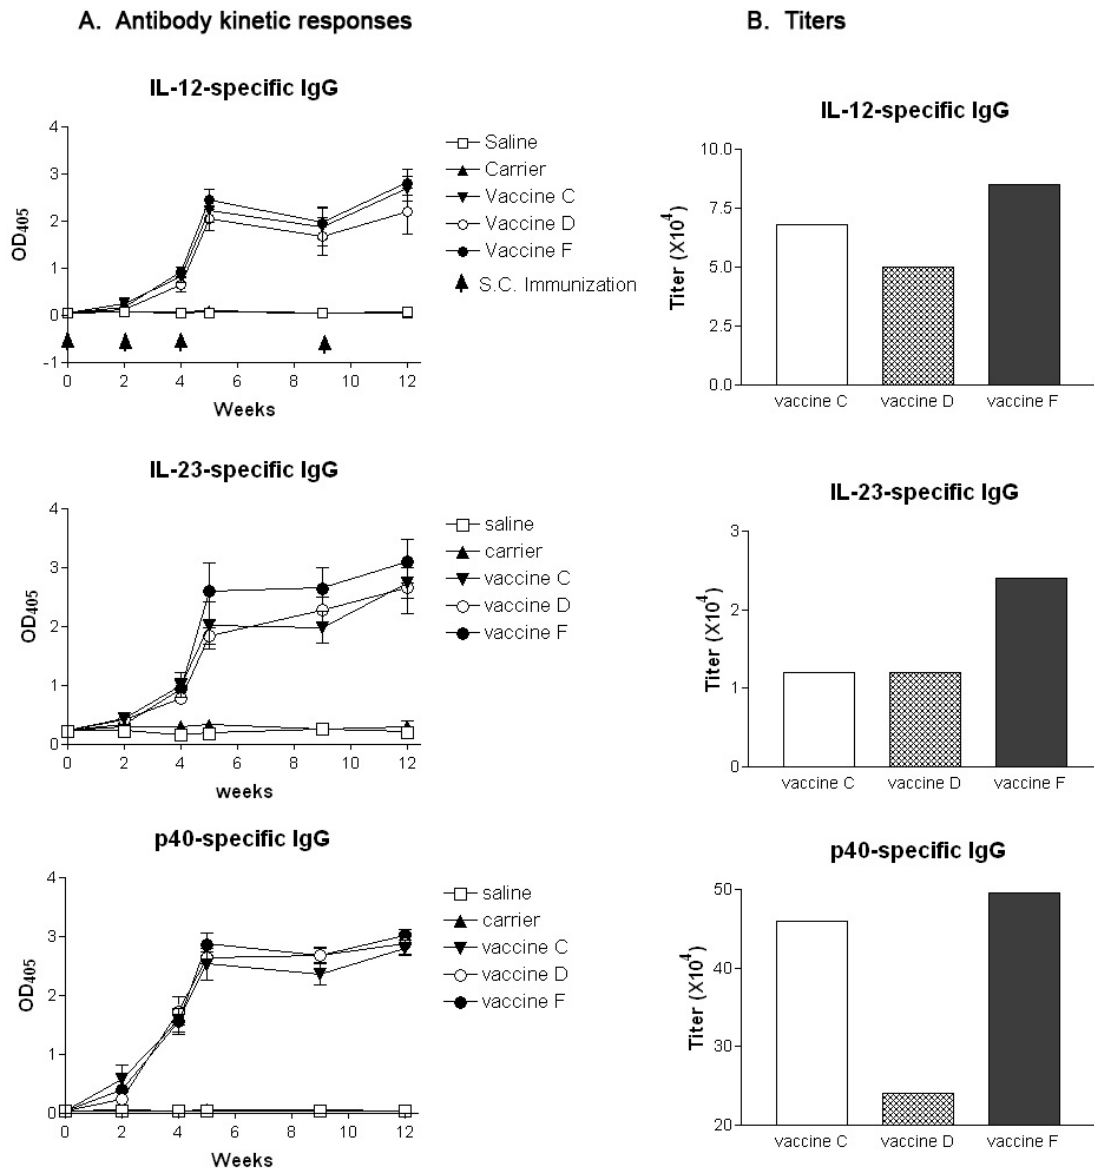 A. Antibody kinetic responses
B. Titers
IL-12-specific IgG
4
3
2
1
0
-1
OD405
0 2 4 6 8 10 12
Weeks
Saline
Carrier
Vaccine C
Vaccine D
Vaccine F
S.C. Immunization
IL-12-specific IgG
10.0
7.5
5.0
2.5
0.0
Titer (X10^4)
vaccine C vaccine D vaccine F
IL-23-specific IgG
4
3
2
1
0
OD405
0 2 4 6 8 10 12
weeks
saline
carrier
vaccine C
vaccine D
vaccine F
IL-23-specific IgG
3
2
1
0
Titer (X10^4)
vaccine C vaccine D vaccine F
p40-specific IgG
4
3
2
1
0
OD405
0 2 4 6 8 10 12
Weeks
saline
carrier
vaccine C
vaccine D
vaccine F
p40-specific IgG
50
40
30
20
Titer (X10^4)
vaccine C vaccine D vaccine F